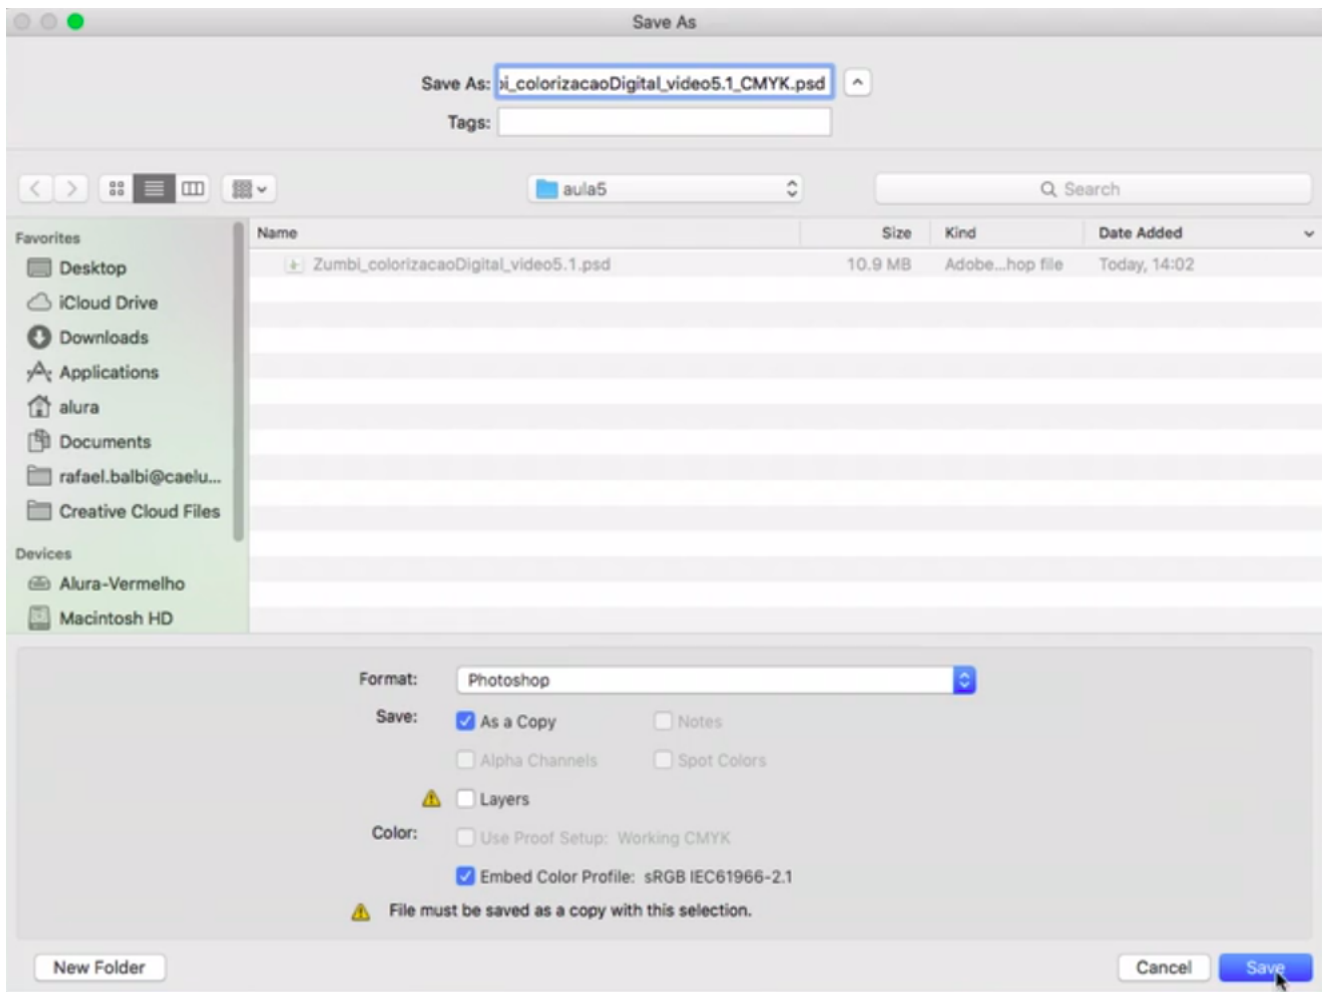 Save As
Save As: bi_colorizacaoDigital_video5.1_CMYK.psd
Tags:
aula5
Search
Favorites
Desktop
iCloud Drive
Downloads
Applications
alura
Documents
rafael.balbi@caelu...
Creative Cloud Files
Devices
Alura-Vermelho
Macintosh HD
Name Size Kind Date Added
Zumbi_colorizacaoDigital_video5.1.psd 10.9 MB Adobe...hop file Today, 14:02
Format: Photoshop
Save: As a Copy Notes
Alpha Channels Spot Colors
Layers
Color: Use Proof Setup: Working CMYK
Embed Color Profile: sRGB IEC61966-2.1
File must be saved as a copy with this selection.
New Folder Cancel Save